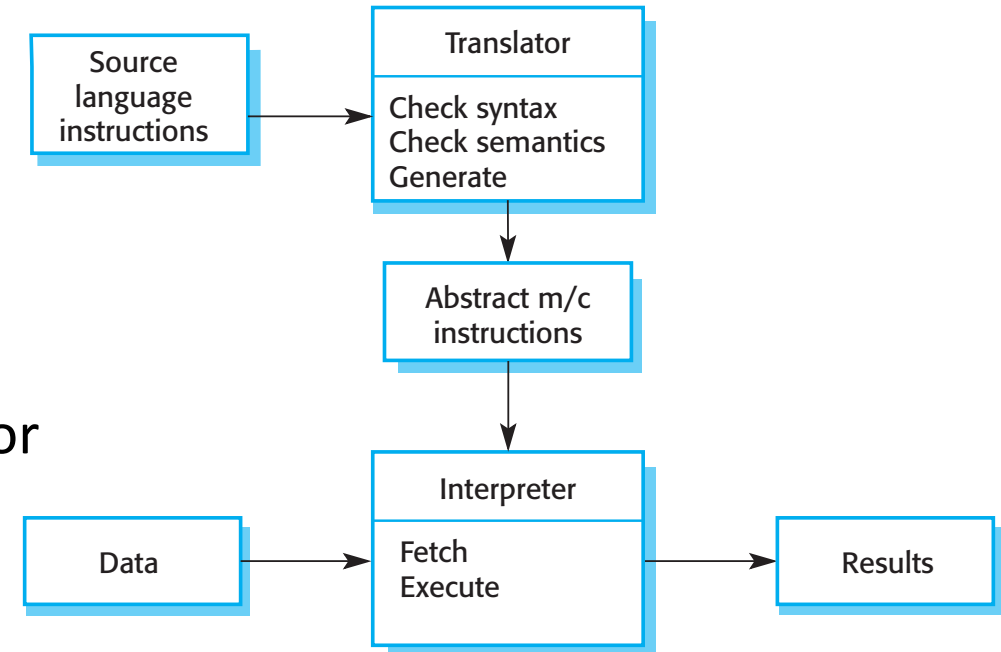 Source
language
instructions
Translator
Check syntax
Check semantics
Generate
Abstract m/c
instructions
or
Interpreter
Fetch
Execute
Data
Results